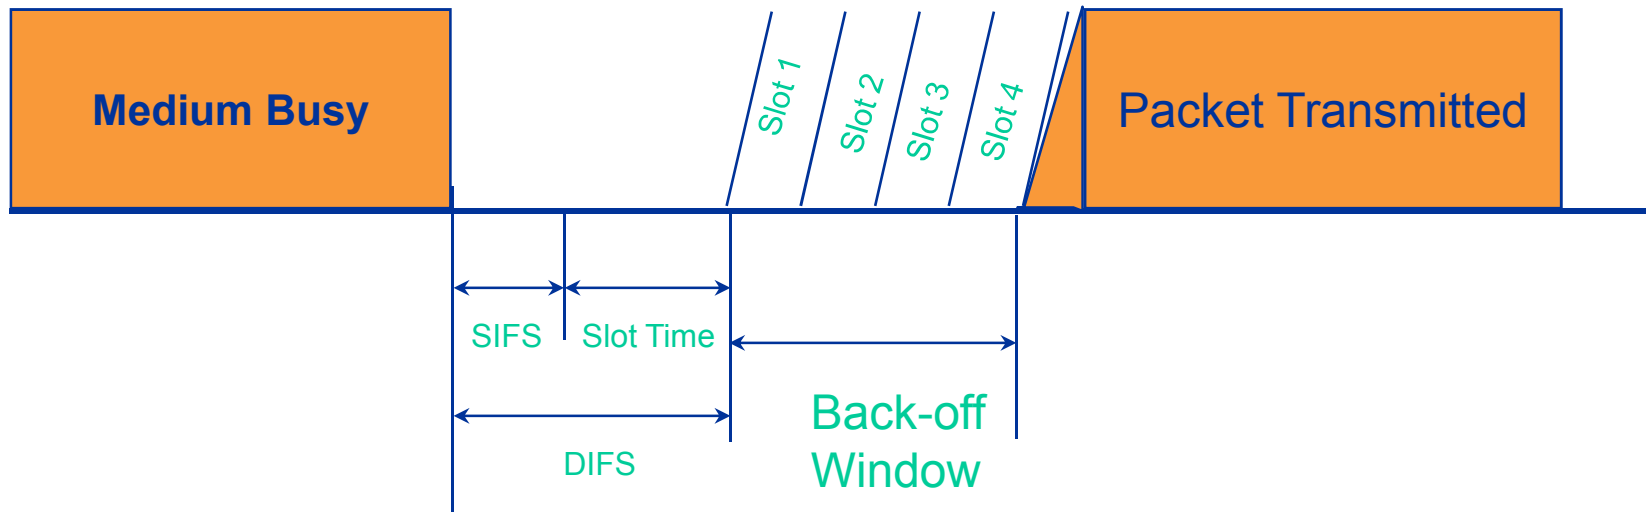 Medium Busy
Slot 1
Slot 2
Slot 3
Slot 4
Packet Transmitted
SIFS
Slot Time
DIFS
Back-off
Window